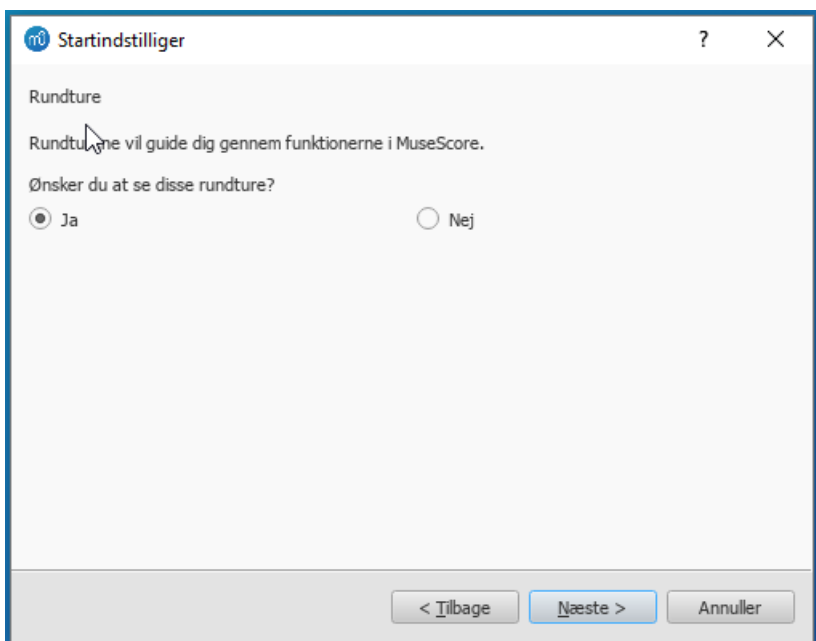 Startindstilliger
Rundture
vil guide dig gennem funktionerne i MuseScore.
Ønsker du at se disse rundture?
Ja Nej
< Tilbage Næste > Annuller